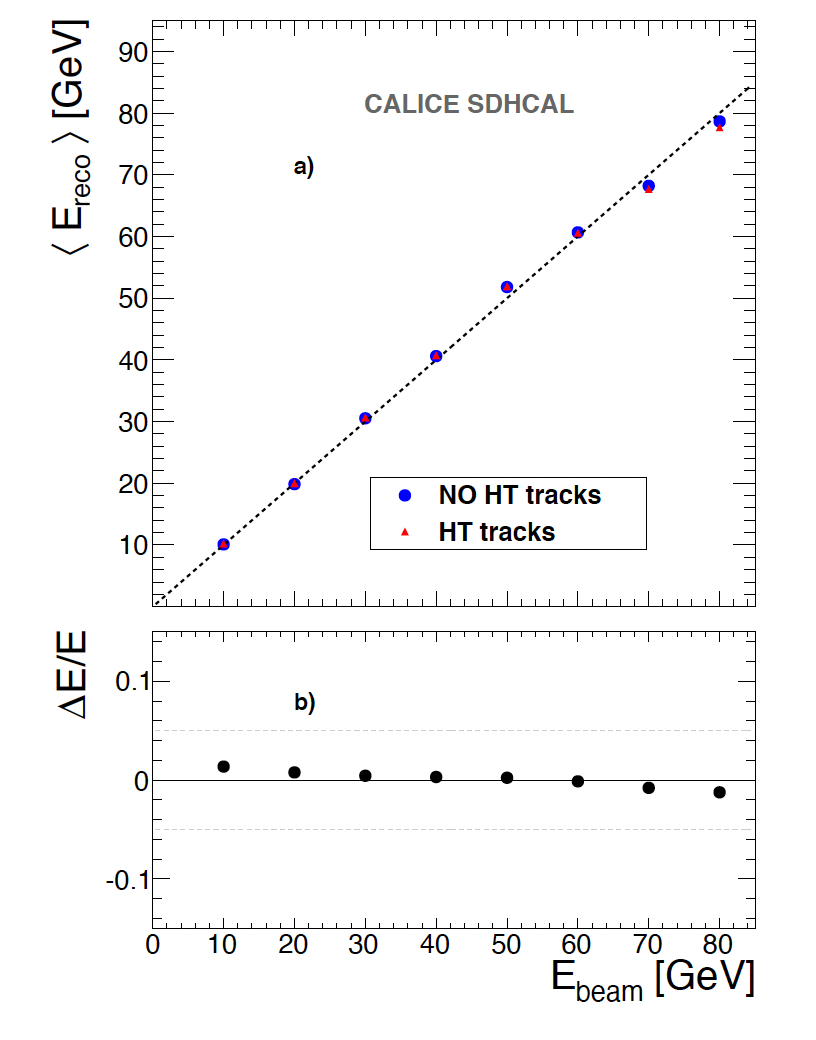 ⟨ E_reco ⟩ [GeV]
90
80
70
60
50
40
30
20
10
CALICE SDHCAL
a)
NO HT tracks
HT tracks
ΔE/E
0.1
0
-0.1
b)
0 10 20 30 40 50 60 70 80
E_beam [GeV]